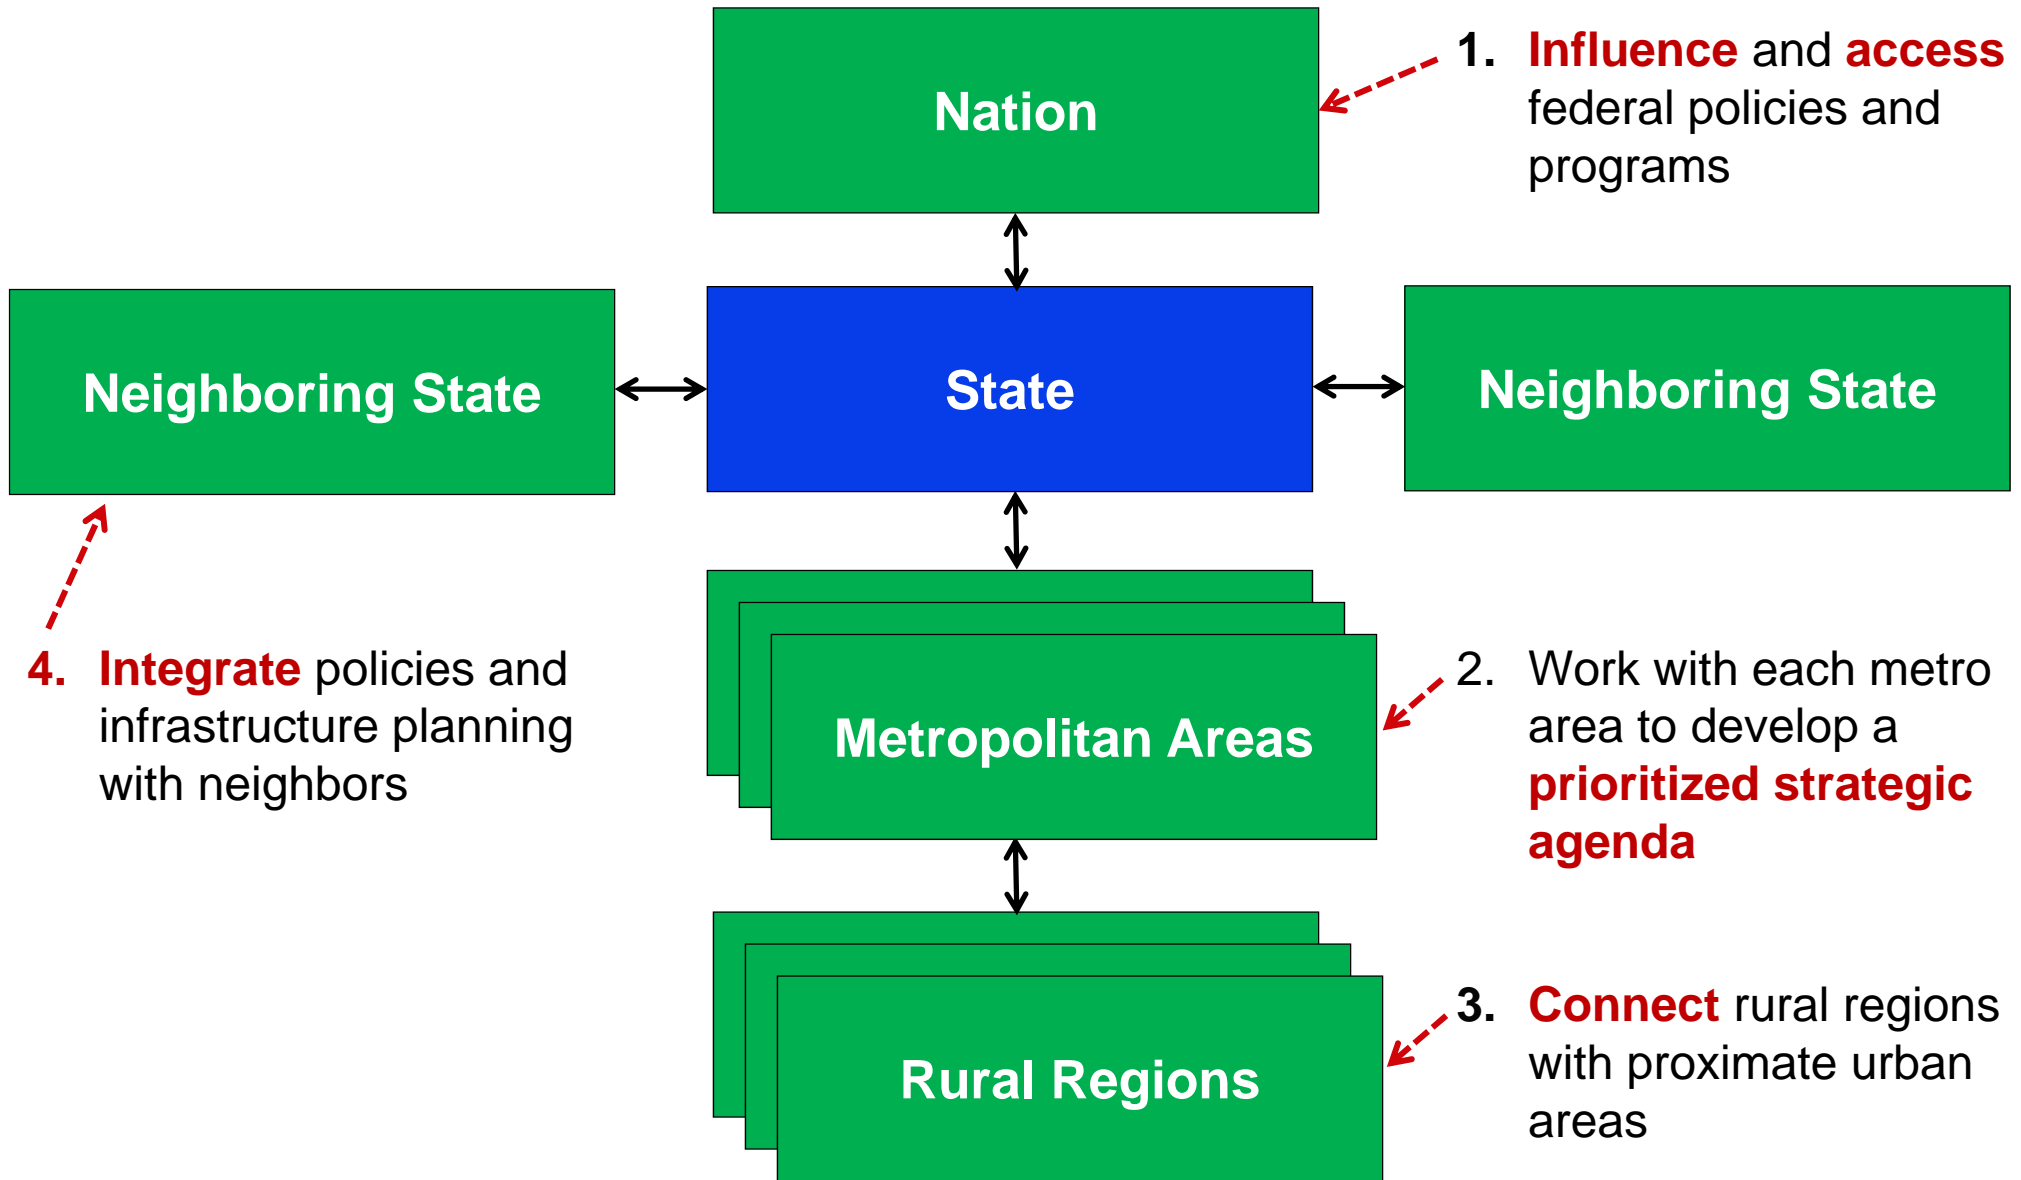 Nation
1. Influence and access
federal policies and
programs
Neighboring State
State
Neighboring State
4. Integrate policies and
infrastructure planning
with neighbors
Metropolitan Areas
2. Work with each metro
area to develop a
prioritized strategic
agenda
Rural Regions
3. Connect rural regions
with proximate urban
areas